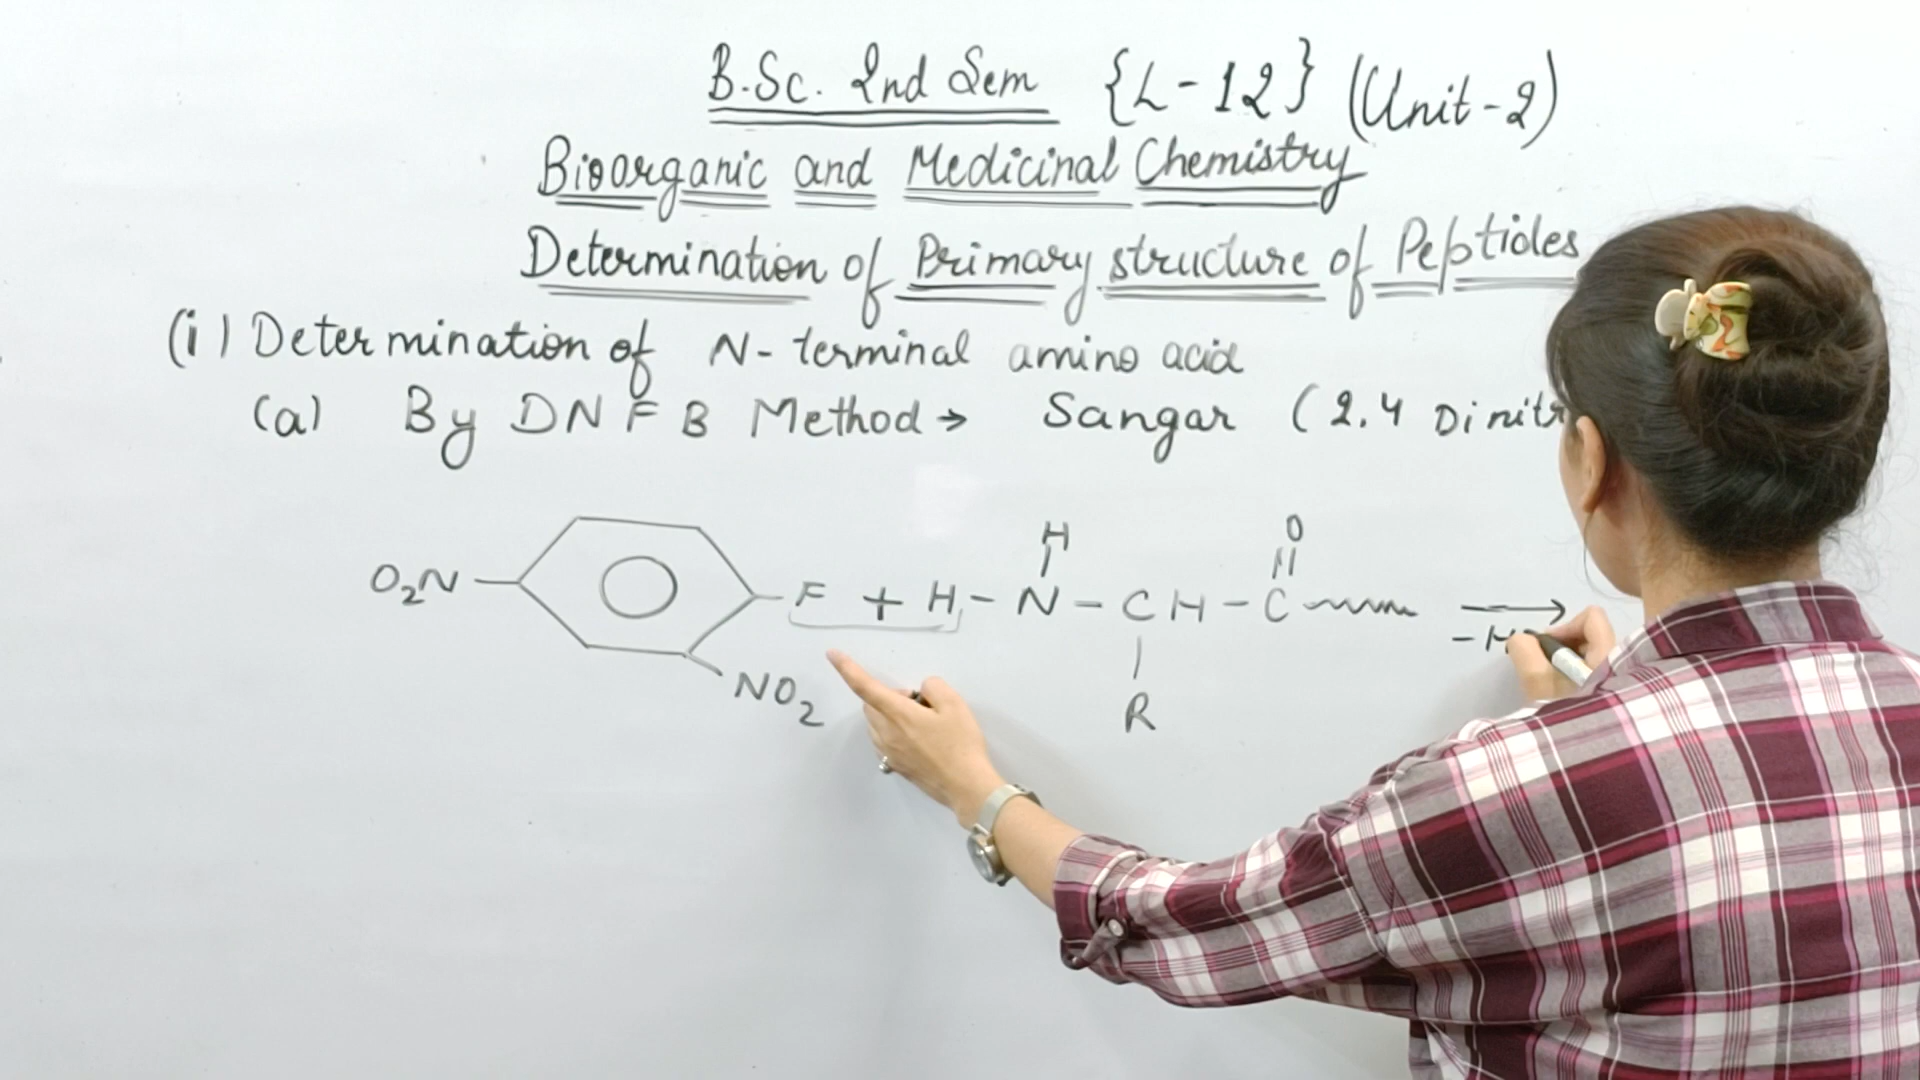 B.Sc. 2nd Sem {L-12} (Unit-2)
Bioorganic and Medicinal Chemistry
Determination of Primary structure of Peptides
(i) Determination of N-terminal amino acid
(a) By DNFB Method → Sangar (2.4 Dinitr
H O
O₂N F + H - N - CH - C →
NO₂ R - H